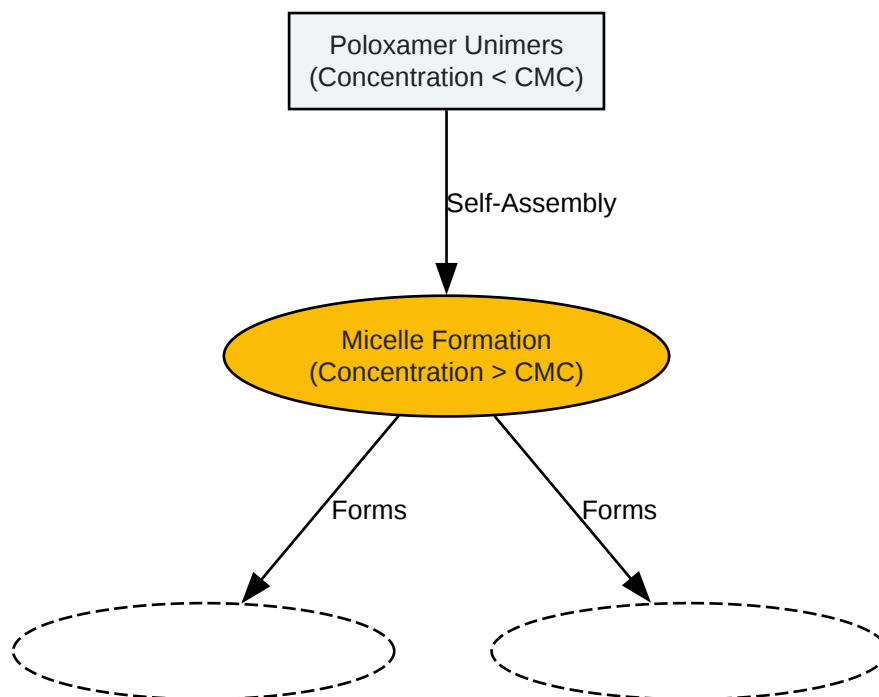 Poloxamer Unimers
(Concentration < CMC)
Self-Assembly
Micelle Formation
(Concentration > CMC)
Forms
Forms